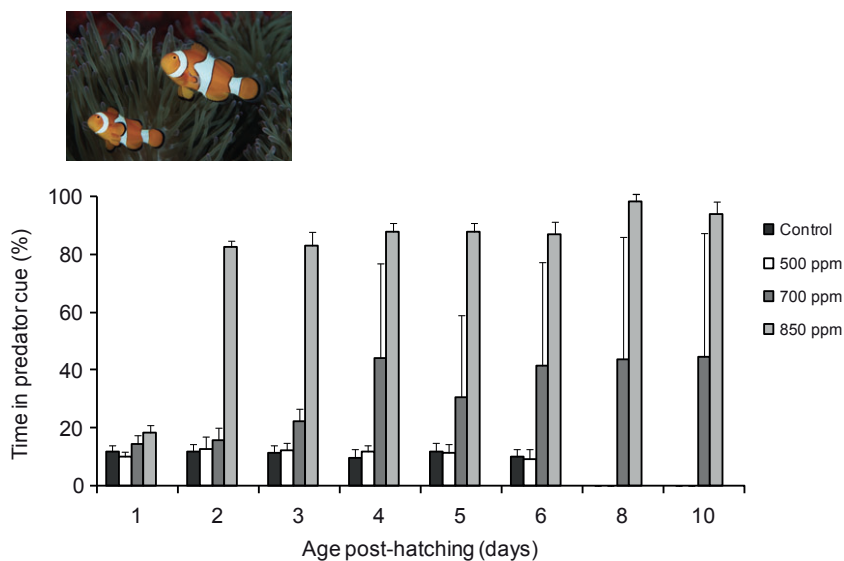 100
80
60
40
20
0
Time in predator cue (%)
1 2 3 4 5 6 8 10
Age post-hatching (days)
Control
500 ppm
700 ppm
850 ppm